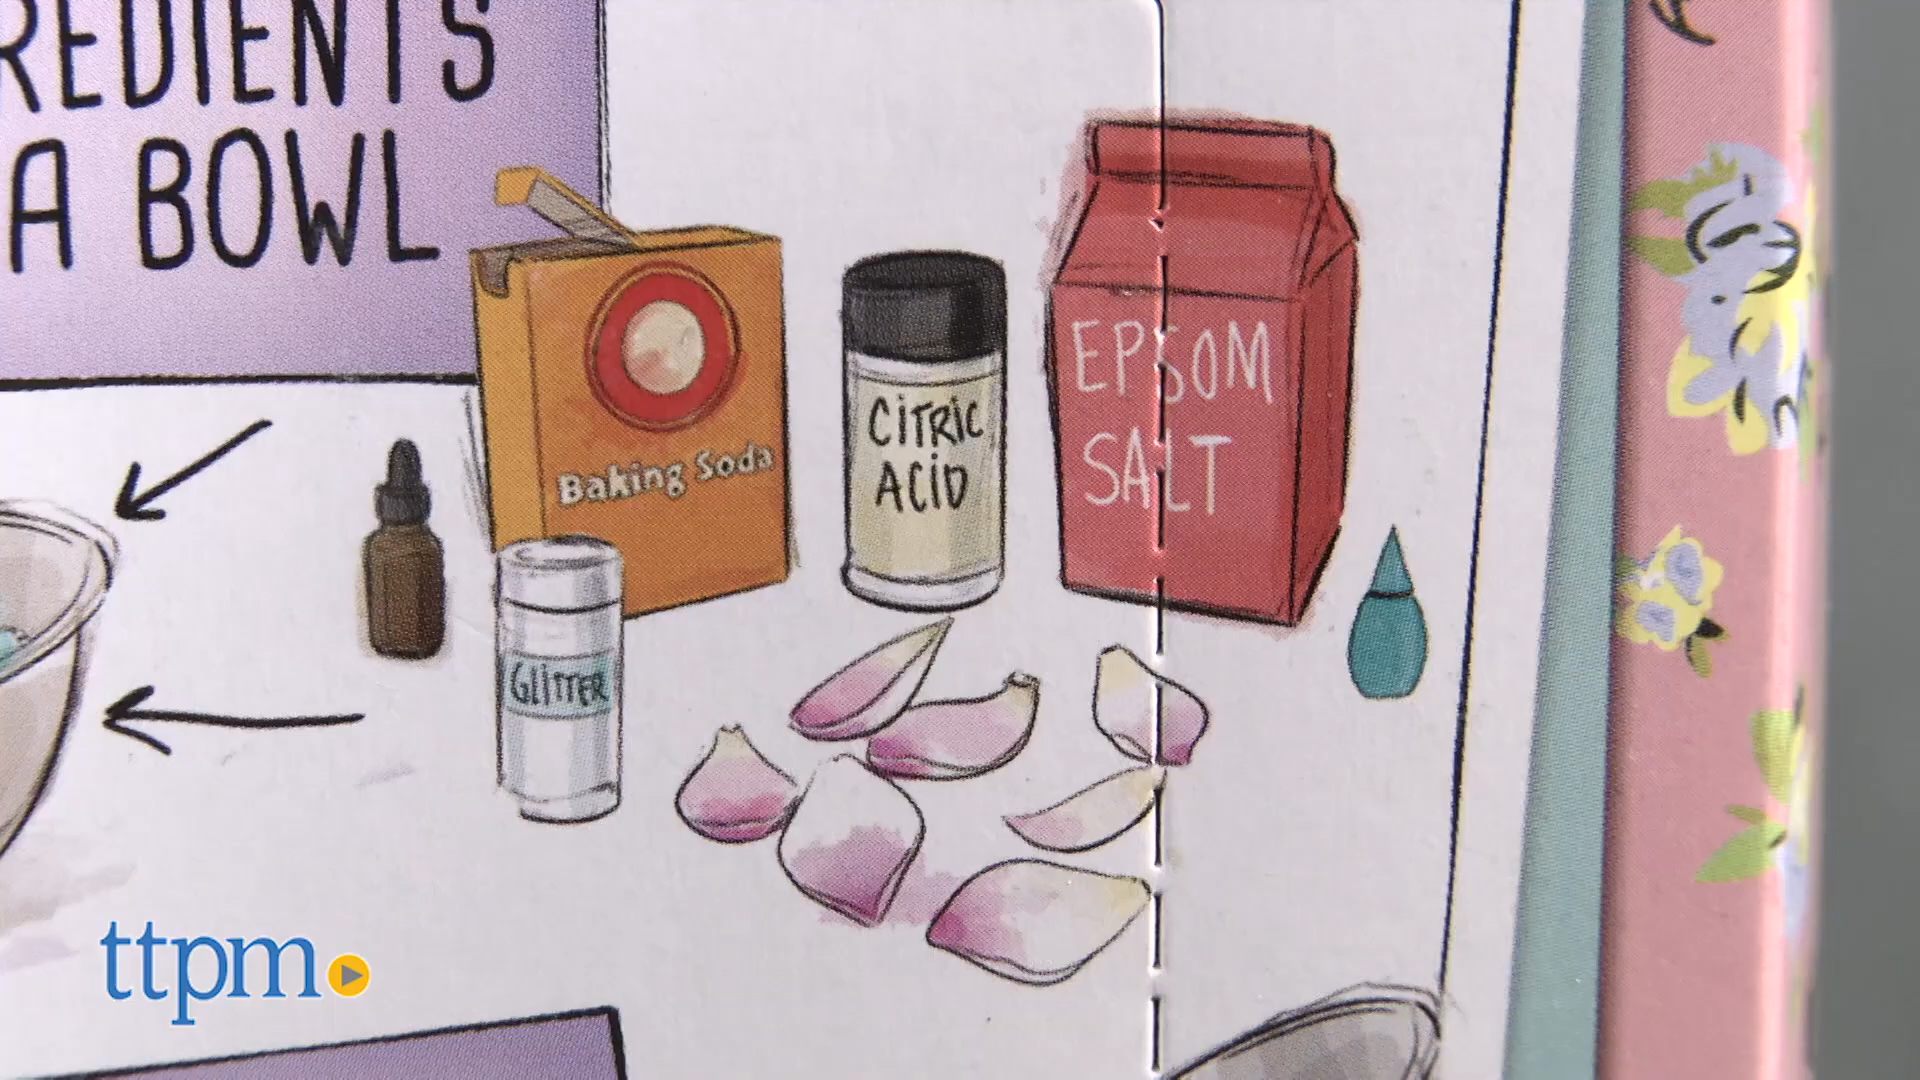 REDIENTS
A BOWL
Baking Soda
CITRIC
ACID
EPSOM
SALT
GLITTER
ttpm